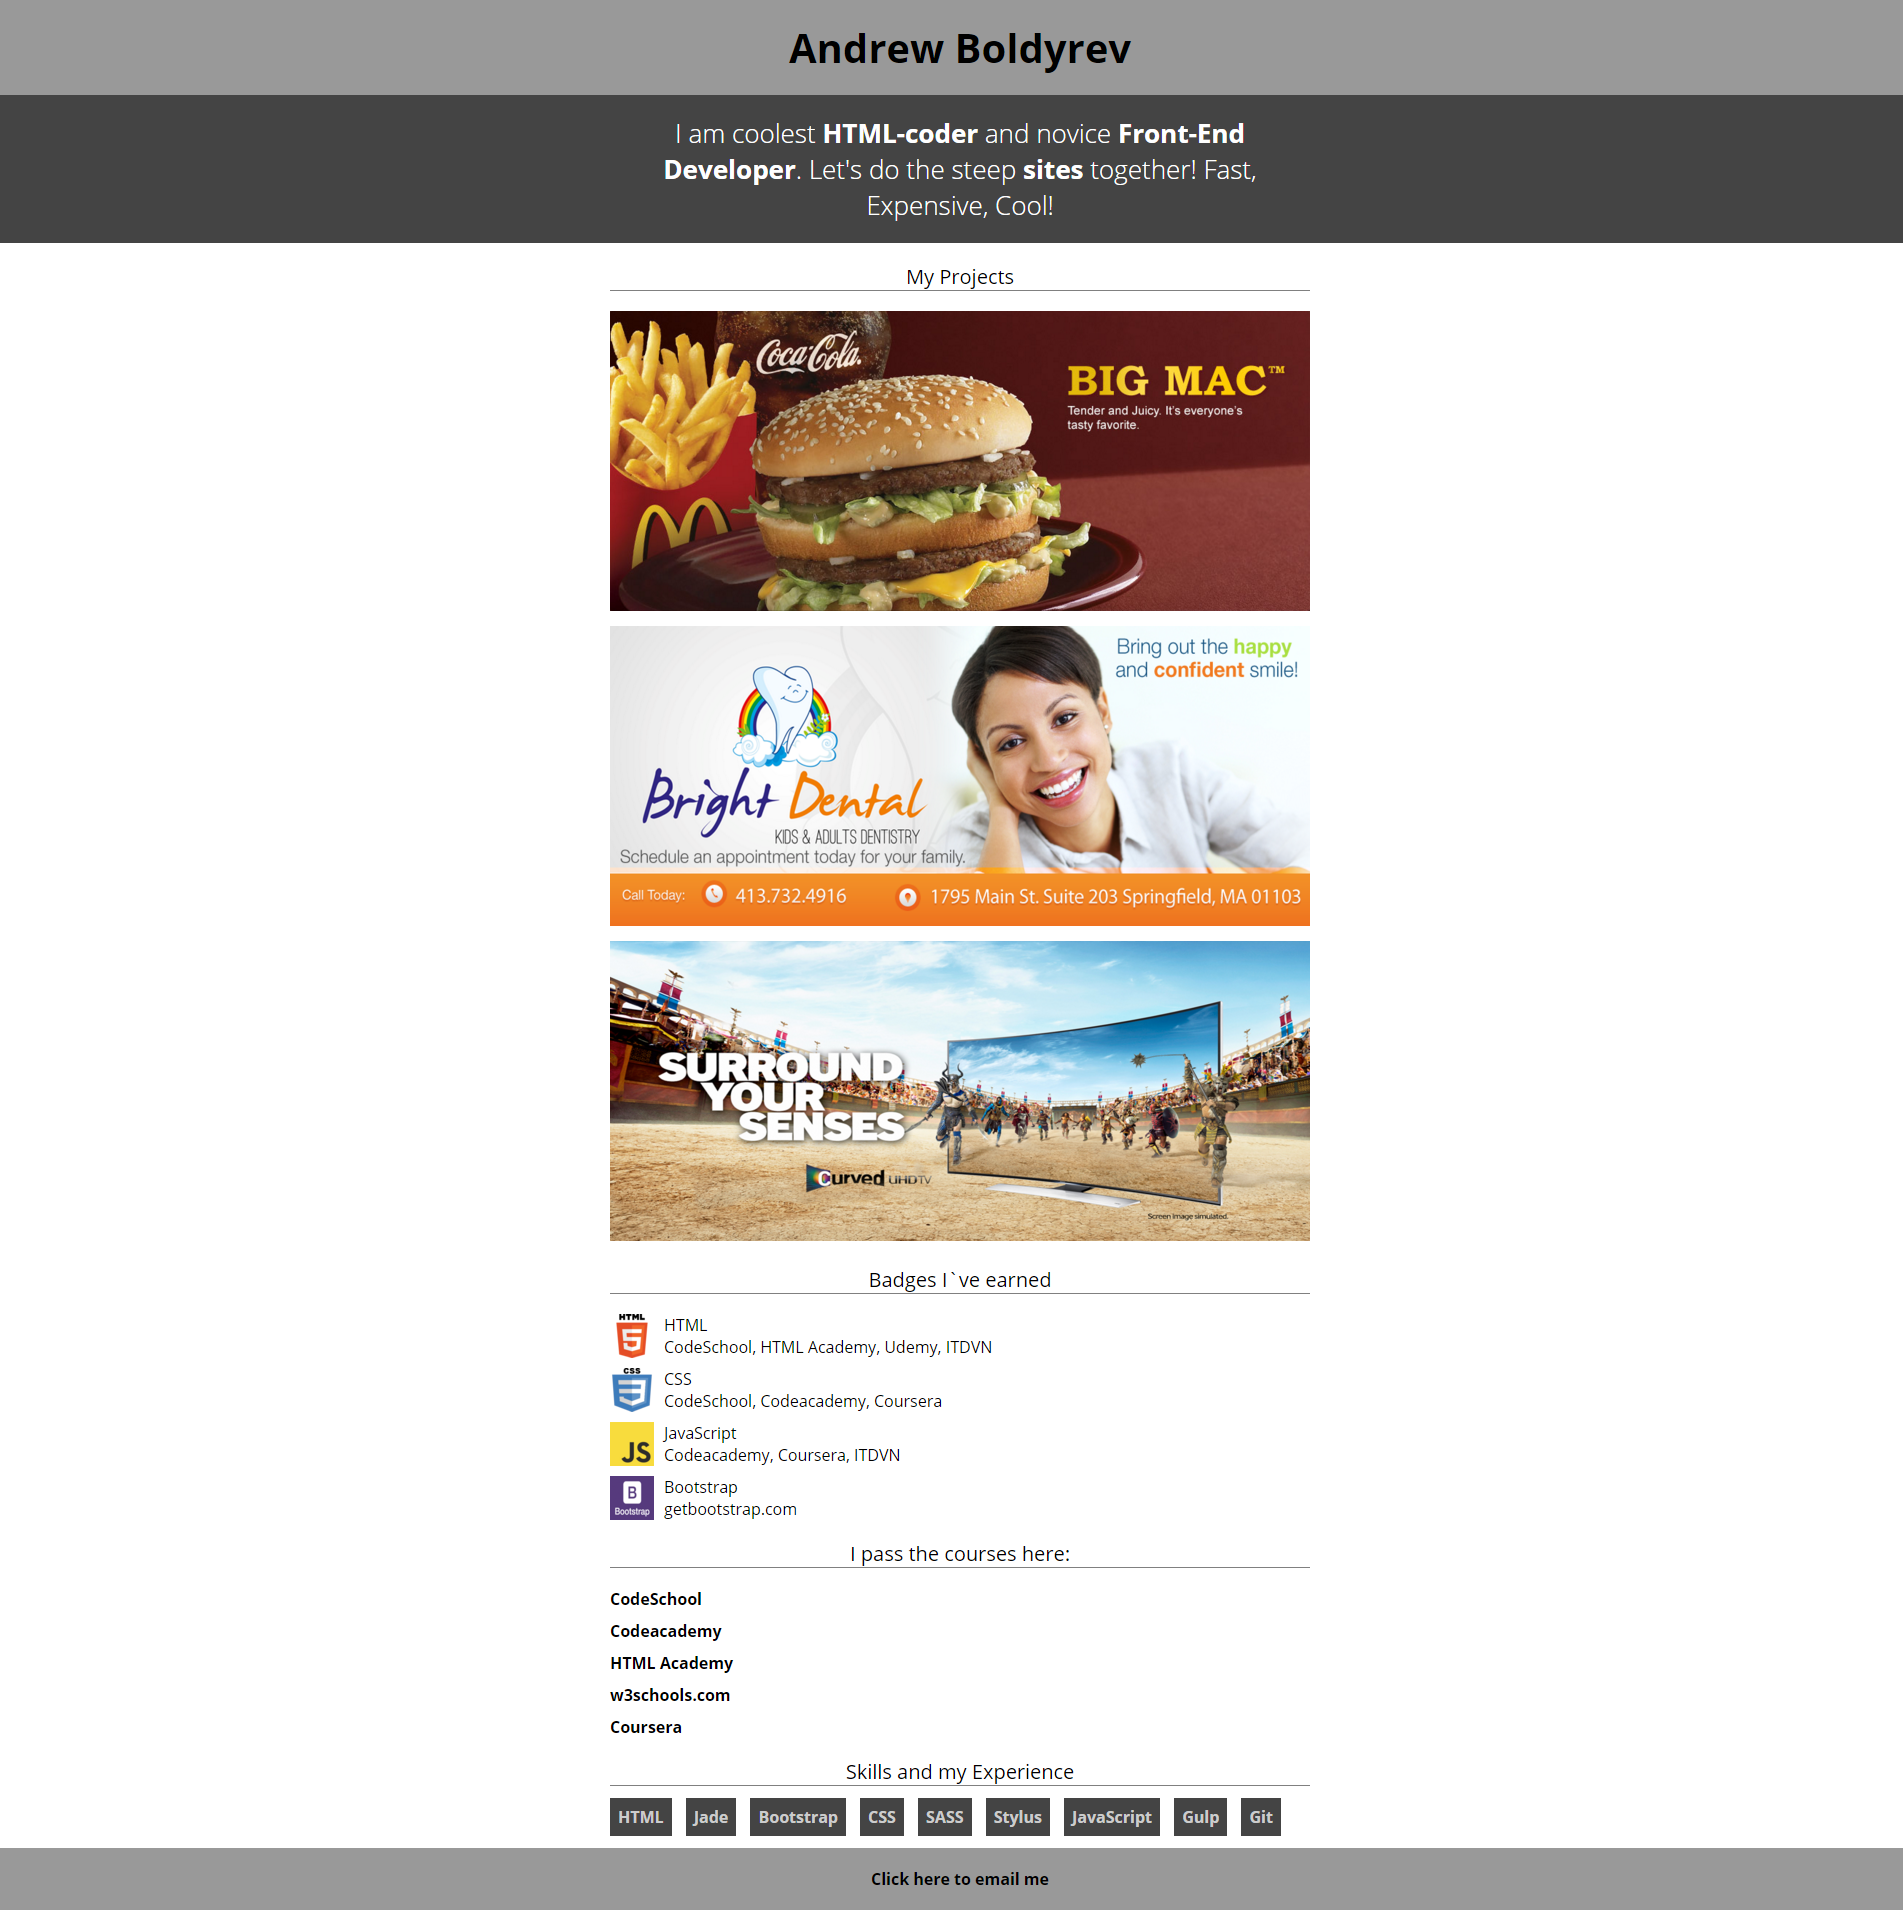 Andrew Boldyrev
I am coolest HTML-coder and novice Front-End
Developer. Let's do the steep sites together! Fast,
Expensive, Cool!
My Projects
Coca-Cola
BIG MAC™
Tender and Juicy. It's everyone's
tasty favorite.
Bring out the happy
and confident smile!
Bright Dental
KIDS & ADULTS DENTISTRY
Schedule an appointment today for your family.
Call Today: 413.732.4916 1795 Main St. Suite 203 Springfield, MA 01103
SURROUND
YOUR
SENSES
Curved UHD TV
Screen image simulated.
Badges I`ve earned
HTML
5
HTML
CodeSchool, HTML Academy, Udemy, ITDVN
CSS
3
CSS
CodeSchool, Codeacademy, Coursera
JS
JavaScript
Codeacademy, Coursera, ITDVN
B
Bootstrap
Bootstrap
getbootstrap.com
I pass the courses here:
CodeSchool
Codeacademy
HTML Academy
w3schools.com
Coursera
Skills and my Experience
HTML Jade Bootstrap CSS SASS Stylus JavaScript Gulp Git
Click here to email me